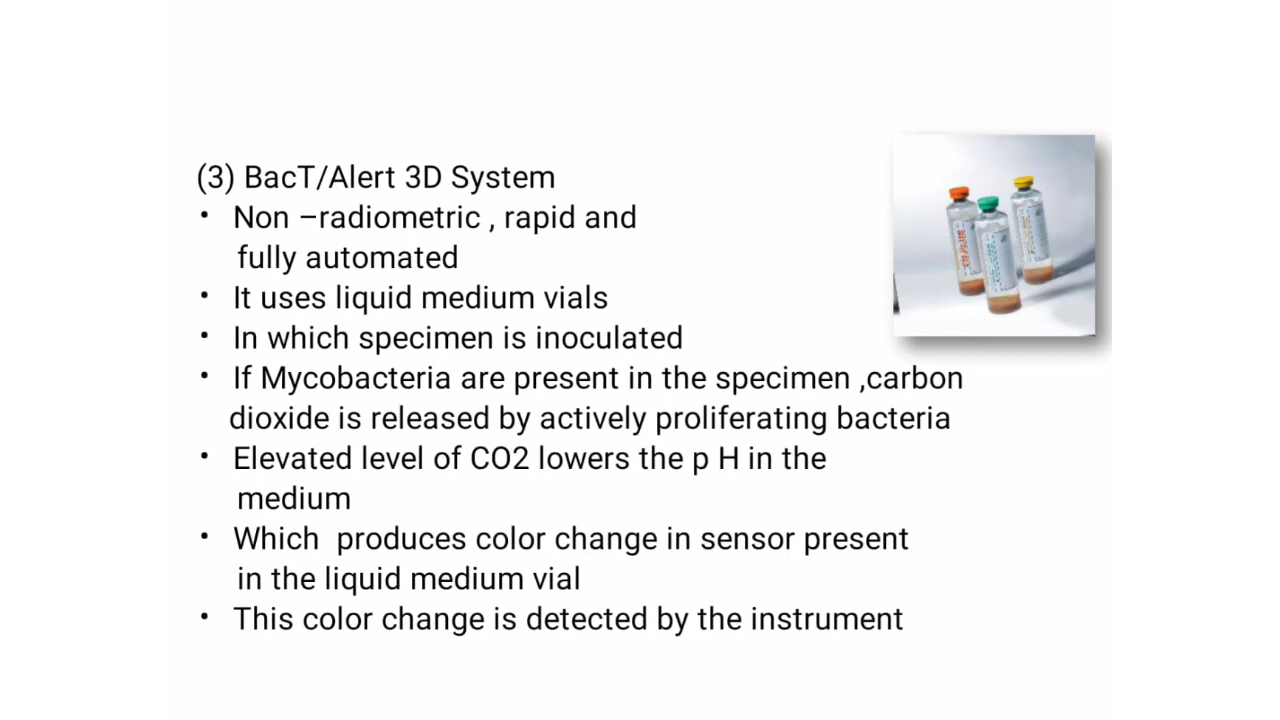 (3) BacT/Alert 3D System
• Non –radiometric , rapid and
fully automated
• It uses liquid medium vials
• In which specimen is inoculated
• If Mycobacteria are present in the specimen ,carbon
dioxide is released by actively proliferating bacteria
• Elevated level of CO2 lowers the p H in the
medium
• Which  produces color change in sensor present
in the liquid medium vial
• This color change is detected by the instrument